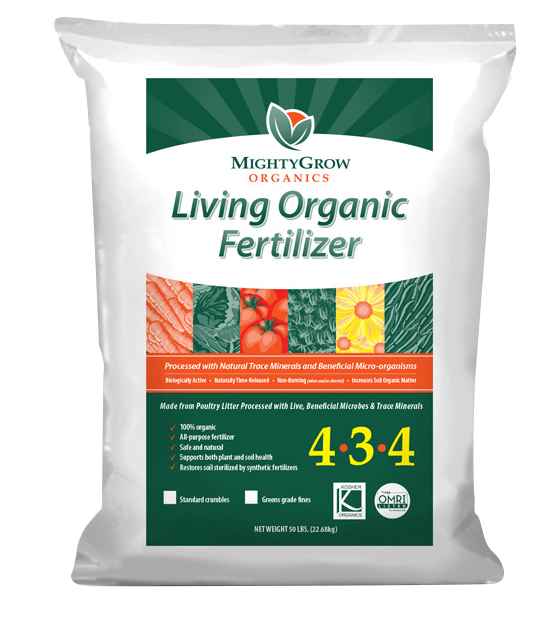 MIGHTYGROW
ORGANICS
Living Organic
Fertilizer
Processed with Natural Trace Minerals and Beneficial Micro-organisms
Biologically Active • Naturally Time-Released • Non-Burning (when used as directed) • Increases Soil Organic Matter
Made from Poultry Litter Processed with Live, Beneficial Microbes & Trace Minerals
✓ 100% organic
✓ All-purpose fertilizer
✓ Safe and natural
✓ Supports both plant and soil health
✓ Restores soil sterilized by synthetic fertilizers
4•3•4
Standard crumbles
Greens grade fines
KOSHER
K
ORGANICS
OMRI
LISTED
NET WEIGHT 50 LBS. (22.68kg)